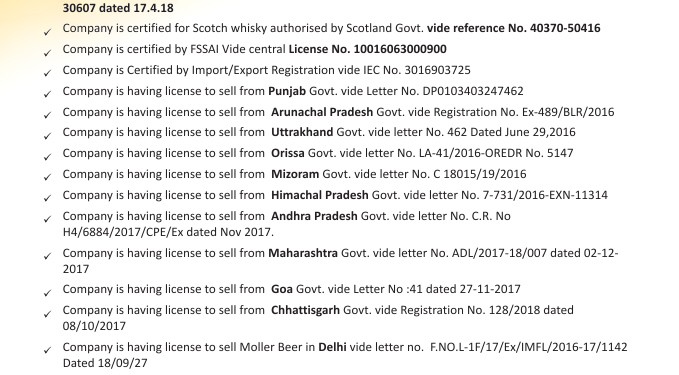 30607 dated 17.4.18
✓ Company is certified for Scotch whisky authorised by Scotland Govt. vide reference No. 40370-50416
✓ Company is certified by FSSAI Vide central License No. 10016063000900
✓ Company is Certified by Import/Export Registration vide IEC No. 3016903725
✓ Company is having license to sell from Punjab Govt. vide Letter No. DP0103403247462
✓ Company is having license to sell from Arunachal Pradesh Govt. vide Registration No. Ex-489/BLR/2016
✓ Company is having license to sell from Uttrakhand Govt. vide letter No. 462 Dated June 29,2016
✓ Company is having license to sell from Orissa Govt. vide letter No. LA-41/2016-OREDR No. 5147
✓ Company is having license to sell from Mizoram Govt. vide letter No. C 18015/19/2016
✓ Company is having license to sell from Himachal Pradesh Govt. vide letter No. 7-731/2016-EXN-11314
✓ Company is having license to sell from Andhra Pradesh Govt. vide letter No. C.R. No
H4/6884/2017/CPE/Ex dated Nov 2017.
✓ Company is having license to sell from Maharashtra Govt. vide letter No. ADL/2017-18/007 dated 02-12-
2017
✓ Company is having license to sell from Goa Govt. vide Letter No :41 dated 27-11-2017
✓ Company is having license to sell from Chhattisgarh Govt. vide Registration No. 128/2018 dated
08/10/2017
✓ Company is having license to sell Moller Beer in Delhi vide letter no. F.NO.L-1F/17/Ex/IMFL/2016-17/1142
Dated 18/09/27